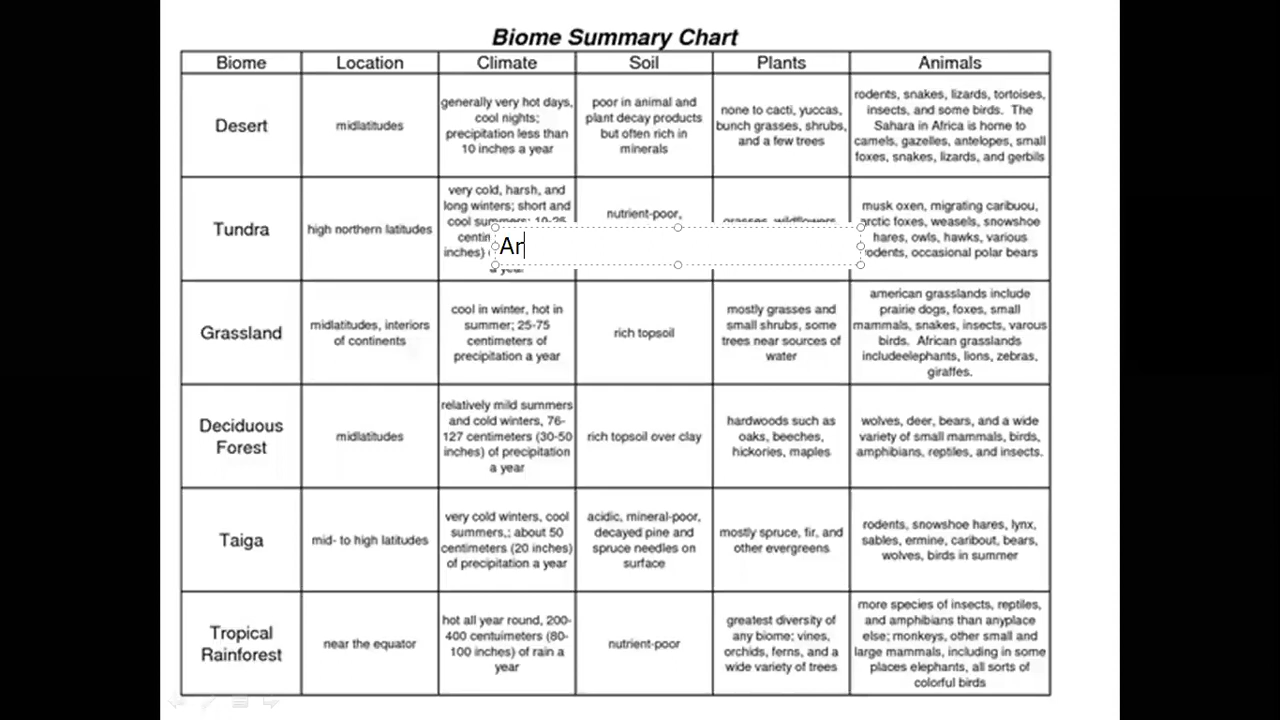 Biome Summary Chart
Biome Location Climate Soil Plants Animals
Desert
midlatitudes
generally very hot days,
cool nights;
precipitation less than
10 inches a year
poor in animal and
plant decay products
but often rich in
minerals
none to cacti, yuccas,
bunch grasses, shrubs,
and a few trees
rodents, snakes, lizards, tortoises,
insects, and some birds. The
Sahara in Africa is home to
camels, gazelles, antelopes, small
foxes, snakes, lizards, and gerbils
Tundra
high northern latitudes
very cold, harsh, and
long winters; short and
cool summers; 10-25
inches)
a year
nutrient-poor,
grasses, wildflowers
musk oxen, migrating caribuou,
arctic foxes, weasels, snowshoe
hares, owls, hawks, various
rodents, occasional polar bears
Ar
Grassland
midlatitudes, interiors
of continents
cool in winter, hot in
summer; 25-75
centimeters of
precipitation a year
rich topsoil
mostly grasses and
small shrubs, some
trees near sources of
water
american grasslands include
prairie dogs, foxes, small
mammals, snakes, insects, varous
birds. African grasslands
includeelephants, lions, zebras,
giraffes.
Deciduous
Forest
midlatitudes
relatively mild summers
and cold winters, 76-
127 centimeters (30-50
inches) of precipitation
a year
rich topsoil over clay
hardwoods such as
oaks, beeches,
hickories, maples
wolves, deer, bears, and a wide
variety of small mammals, birds,
amphibians, reptiles, and insects.
Taiga
mid- to high latitudes
very cold winters, cool
summers,; about 50
centimeters (20 inches)
of precipitation a year
acidic, mineral-poor,
decayed pine and
spruce needles on
surface
mostly spruce, fir, and
other evergreens
rodents, snowshoe hares, lynx,
sables, ermine, caribout, bears,
wolves, birds in summer
Tropical
Rainforest
near the equator
hot all year round, 200-
400 centuimeters (80-
100 inches) of rain a
year
nutrient-poor
greatest diversity of
any biome; vines,
orchids, ferns, and a
wide variety of trees
more species of insects, reptiles,
and amphibians than anyplace
else; monkeys, other small and
large mammals, including in some
places elephants, all sorts of
colorful birds